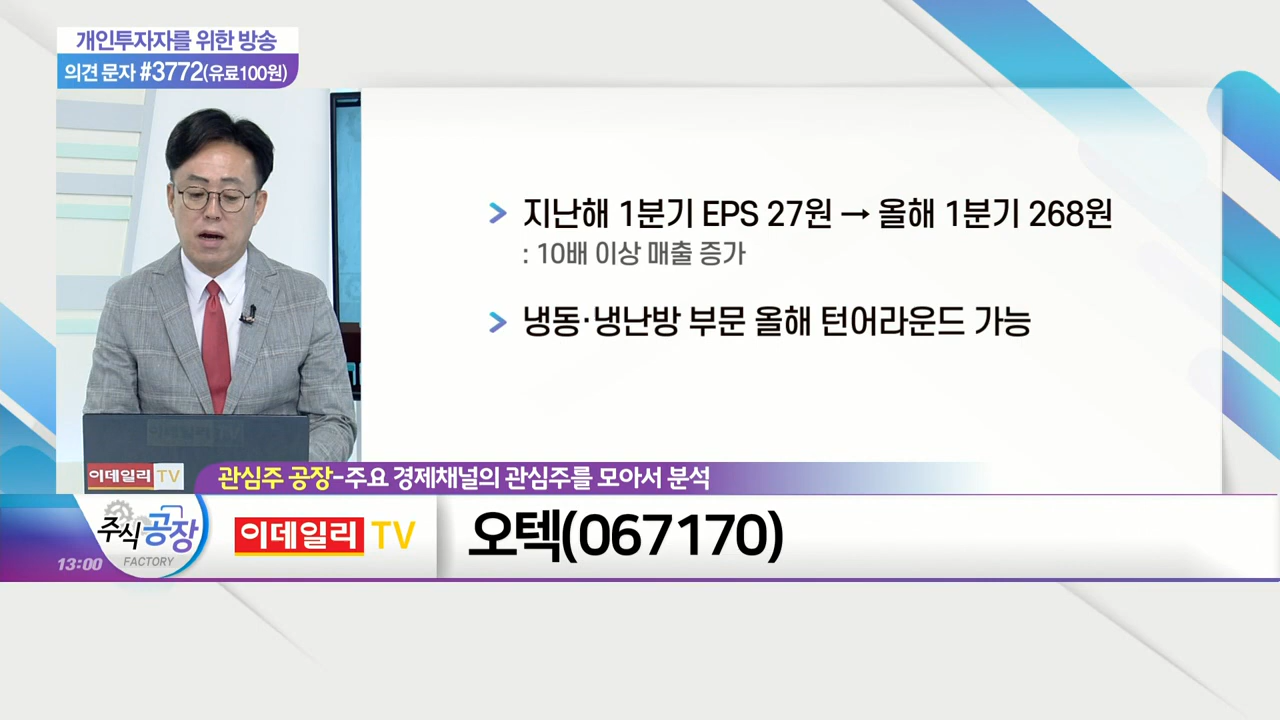 개인투자자를 위한 방송
의견 문자 #3772(유료100원)
> 지난해 1분기 EPS 27원 → 올해 1분기 268원
: 10배 이상 매출 증가
> 냉동·냉난방 부문 올해 턴어라운드 가능
이데일리 TV
관심주 공장-주요 경제채널의 관심주를 모아서 분석
주식공장
FACTORY
13:00
이데일리 TV
오텍(067170)